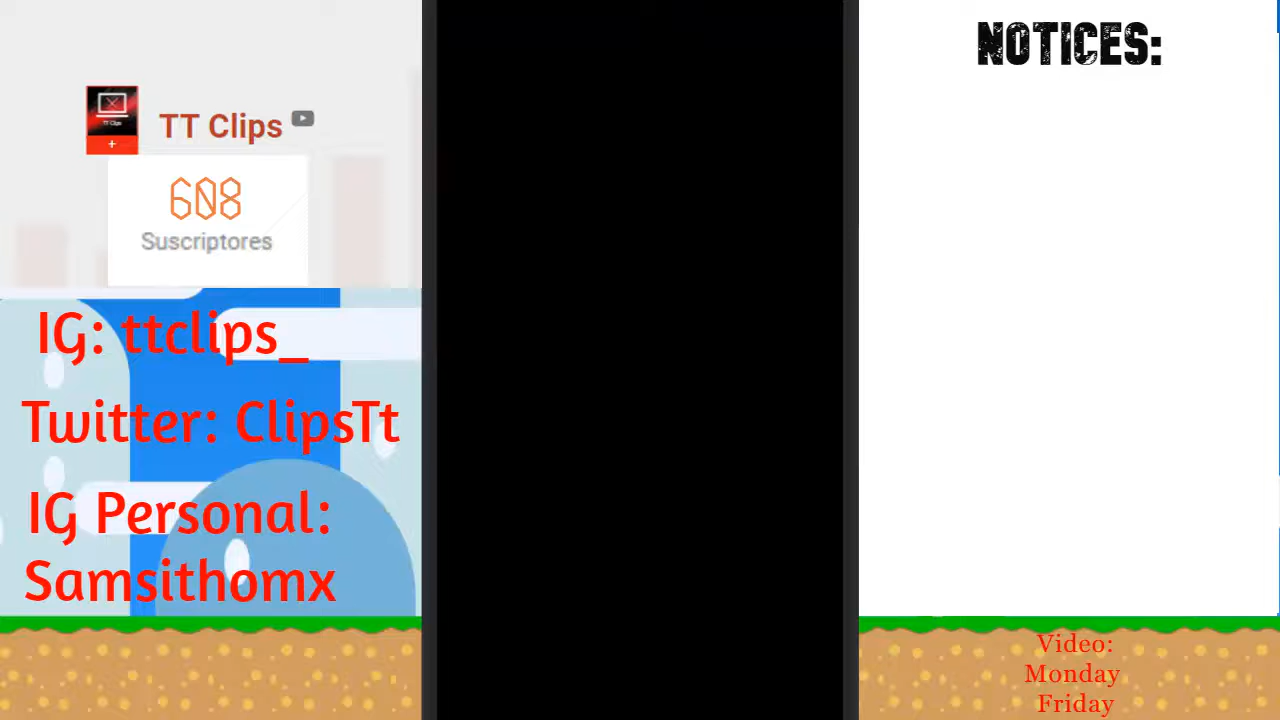 TT Clips
608
Suscriptores
IG: ttclips_
Twitter: ClipsTt
IG Personal:
Samsithomx
NOTICES:
Video:
Monday
Friday